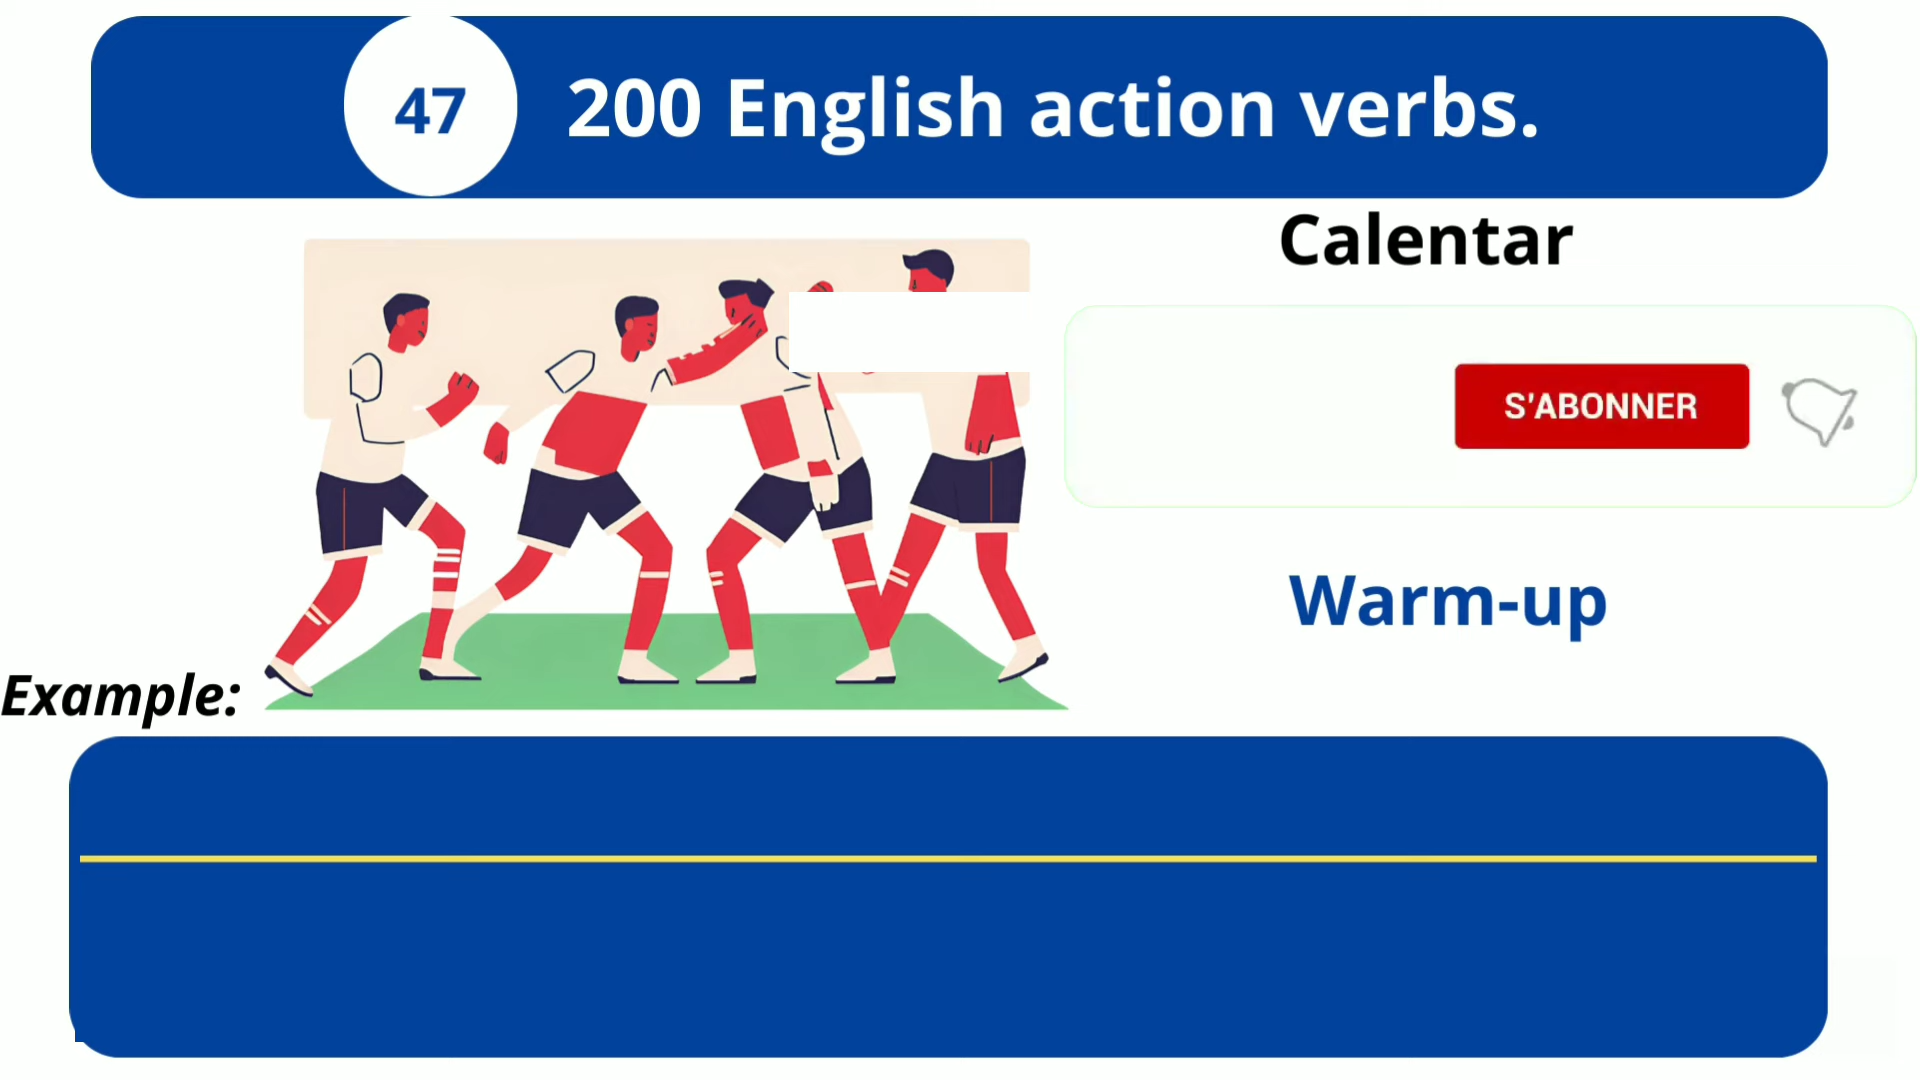 47
200 English action verbs.
Calentar
S'ABONNER
Warm-up
Example: